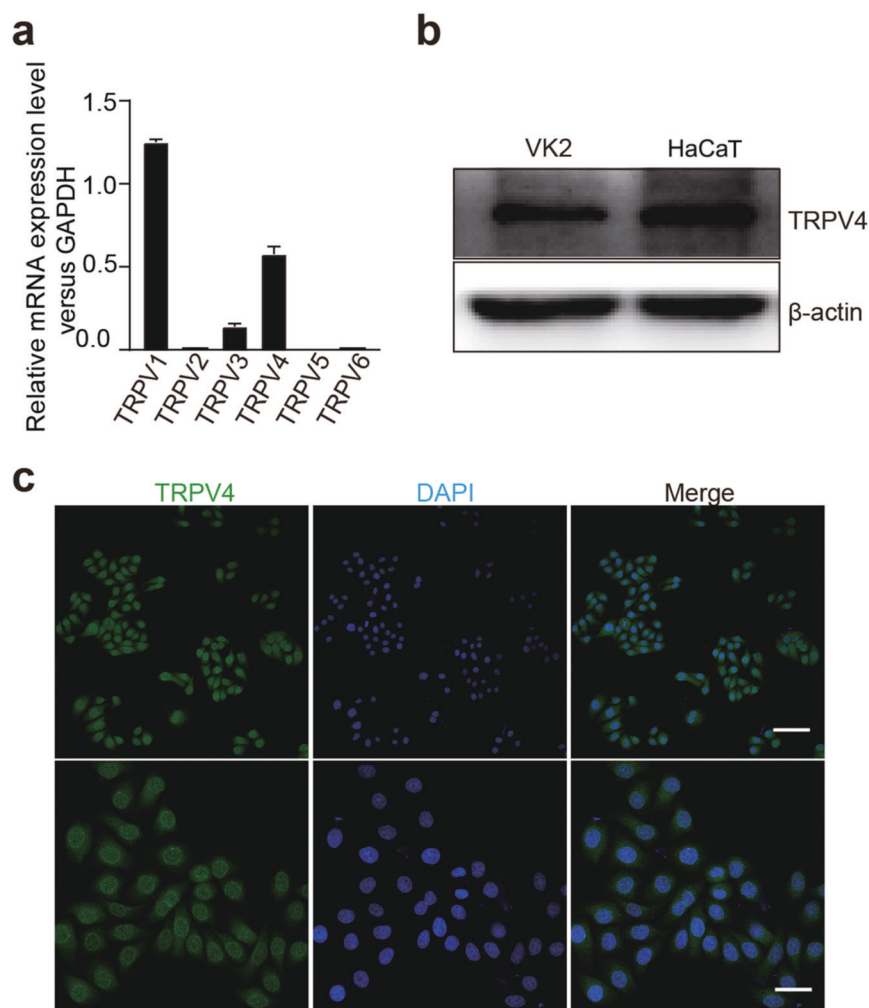 a
Relative mRNA expression level
versus GAPDH
1.5
1.0
0.5
0.0
TRPV1
TRPV2
TRPV3
TRPV4
TRPV5
TRPV6
b
VK2 HaCaT
TRPV4
β-actin
c
TRPV4 DAPI Merge